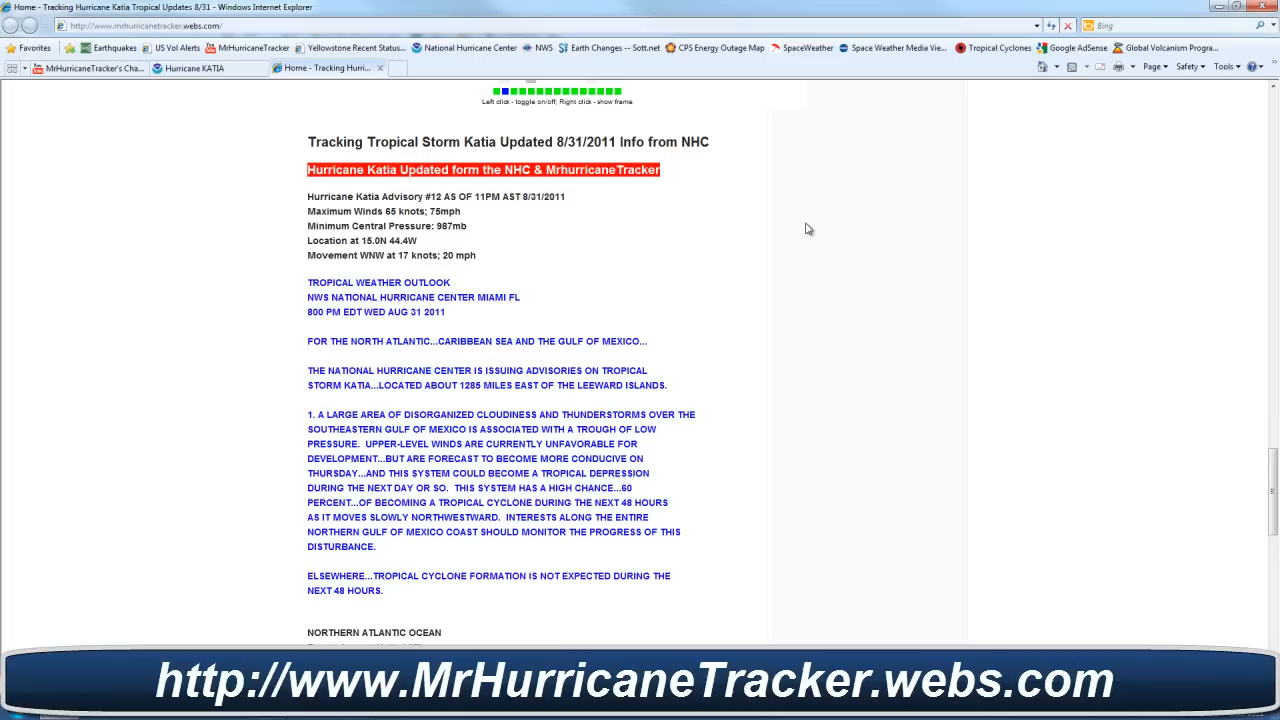 Home - Tracking Hurricane Katia Tropical Updates 8/31 - Windows Internet Explorer
http://www.mrhurricanetracker.webs.com/
Bing
Favorites
Earthquakes
US Vol Alerts
MrHurricaneTracker
Yellowstone Recent Status...
National Hurricane Center
NWS
Earth Changes -- Sott.net
CPS Energy Outage Map
SpaceWeather
Space Weather Media Vie...
Tropical Cyclones
Google AdSense
Global Volcanism Progra...
MrHurricaneTracker's Cha...
Hurricane KATIA
Home - Tracking Hurri...
Page
Safety
Tools
Left click - toggle on/off; Right click - show frame
Tracking Tropical Storm Katia Updated 8/31/2011 Info from NHC
Hurricane Katia Updated form the NHC & MrhurricaneTracker
Hurricane Katia Advisory #12 AS OF 11PM AST 8/31/2011
Maximum Winds 65 knots; 75mph
Minimum Central Pressure: 987mb
Location at 15.0N 44.4W
Movement WNW at 17 knots; 20 mph
TROPICAL WEATHER OUTLOOK
NWS NATIONAL HURRICANE CENTER MIAMI FL
800 PM EDT WED AUG 31 2011
FOR THE NORTH ATLANTIC...CARIBBEAN SEA AND THE GULF OF MEXICO...
THE NATIONAL HURRICANE CENTER IS ISSUING ADVISORIES ON TROPICAL
STORM KATIA...LOCATED ABOUT 1285 MILES EAST OF THE LEEWARD ISLANDS.
1. A LARGE AREA OF DISORGANIZED CLOUDINESS AND THUNDERSTORMS OVER THE
SOUTHEASTERN GULF OF MEXICO IS ASSOCIATED WITH A TROUGH OF LOW
PRESSURE. UPPER-LEVEL WINDS ARE CURRENTLY UNFAVORABLE FOR
DEVELOPMENT...BUT ARE FORECAST TO BECOME MORE CONDUCIVE ON
THURSDAY...AND THIS SYSTEM COULD BECOME A TROPICAL DEPRESSION
DURING THE NEXT DAY OR SO. THIS SYSTEM HAS A HIGH CHANCE...60
PERCENT...OF BECOMING A TROPICAL CYCLONE DURING THE NEXT 48 HOURS
AS IT MOVES SLOWLY NORTHWESTWARD. INTERESTS ALONG THE ENTIRE
NORTHERN GULF OF MEXICO COAST SHOULD MONITOR THE PROGRESS OF THIS
DISTURBANCE.
ELSEWHERE...TROPICAL CYCLONE FORMATION IS NOT EXPECTED DURING THE
NEXT 48 HOURS.
NORTHERN ATLANTIC OCEAN
http://www.MrHurricaneTracker.webs.com